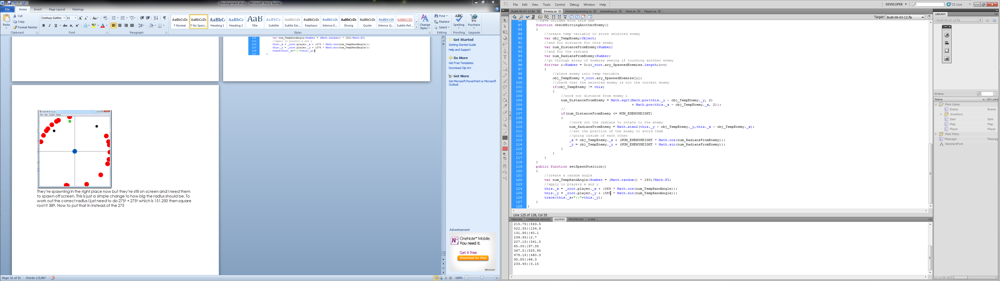 Development.docx - Microsoft Word Starter
File Home Insert Page Layout Mailings
Cut
Copy
Format Painter
Paste
Clipboard
Century Gothic 11
Font
Paragraph
AaBbCcDc AaBbCcDc AaBbC AaBbCc AaB AaBbCc. AaBbCcDc AaBbCcDc AaBbCcDc AaBbCcDc AaBbCcDc AaBbCcDc AABBCCDC
¶ Normal ¶ No Spaci... Heading 1 Heading 2 Title Subtitle Subtle Em... Emphasis Intense E... Strong Quote Intense Q... Subtle Ref...
Styles
Change Styles
Find
Replace
Select
Editing
Spelling
Proofing
Purchase
Upgrade
122 var num_TempRandAngle:Number = (Math.random() * 180)/Math.PI;
123 //apply to players x and y
124 this._x = _root.player._x + (275 * Math.cos(num_TempRandAngle));
125 this._y = _root.player._y + (275 * Math.sin(num_TempRandAngle));
126 trace(this._x+"||"+this._y);
127 }
Build-06-03-12.swf
File View Control Debug
They're spawning in the right place now but they're still on screen and I need them
to spawn off screen. This is just a simple change to how big the radius should be. To
work out the correct radius I just need to do 275² + 275² which is 151,250 then square
root it 389. Now to put that in instead of the 275
Get Started
Getting Started Guide
Help and Support
Do More
Get Free Templates
Download Clip Art
Get More
Get Microsoft PowerPoint or Microsoft
Outlook
Advertisement
OneNote™ Mobile.
You need it.
Get it free.
Download for iPad
Microsoft
Page: 51 of 51 Words: 1/3,967
100%
Fl File Edit View Tools Control Debug Window Help
DEVELOPER
CS Live
Build-06-03-12.fla Enemy.as EnemySpawning.as Inventory.as Item.as Player.as
Target: Build-06-03-12.fla
86 //have colided with this one
87 function checkHittingAnotherEnemy()
88 {
89 //create temp variable to store selected enemy
90 var obj_TempEnemy:Object;
91 //and for distance for this enemy
92 var num_DistanceFromEnemy:Number;
93 //and for the radians
94 var num_RadiansFromEnemy:Number;
95 //go through array of enemies seeing if touching another enemy
96 for(var i:Number = 0;i<_root.ary_SpawnedEnemies.length;i++)
97 {
98 //place enemy into temp variable
99 obj_TempEnemy =_root.ary_SpawnedEnemies[i];
100 //check that the selected enemy is not the current enemy
101 if(obj_TempEnemy != this)
102 {
103 //work out distance from enemy i
104 num_DistanceFromEnemy = Math.sqrt(Math.pow(this._y - obj_TempEnemy._y, 2)
105 + Math.pow(this._x - obj_TempEnemy._x, 2));
106 //
107 if(num_DistanceFromEnemy <= NUM_ENEMYHEIGHT)
108 {
109 //work out the radians to rotate to the enemy
110 num_RadiansFromEnemy = Math.atan2(this._y - obj_TempEnemy._y,this._x - obj_TempEnemy._x);
111 //set the position of the enemy to avoid them
112 //going inside of each other
113 _x = obj_TempEnemy._x + (NUM_ENEMYHEIGHT * Math.cos(num_RadiansFromEnemy));
114 _y = obj_TempEnemy._y + (NUM_ENEMYHEIGHT * Math.sin(num_RadiansFromEnemy));
115 }
116 }
117 }
118 }
119 public function setSpawnPosition()
120 {
121 //create a random angle
122 var num_TempRandAngle:Number = (Math.random() * 180)/Math.PI;
123 //apply to players x and y
124 this._x = _root.player._x + (389 * Math.cos(num_TempRandAngle));
125 this._y = _root.player._y + (389 * Math.sin(num_TempRandAngle));
126 trace(this._x+"||"+this._y);
127 }
128 }
Line 125 of 128, Col 35
TIMELINE COMPILER ERRORS OUTPUT PROPERTIES SCENE
215.75||543.5
522.35||154.9
131.95||40.1
236.45||2.7
207.15||541.5
65.05||97.35
367.5||533.95
478.15||460.3
95.85||66.3
233.45||3.15
LIBRARY
Build-06-03-12.fla
69 items
Name AS Linka
Main Game
Enemy Enemy
Inventory
Item Item
Map Map
Player Player
Main Menu
Message Messag
StandardFont